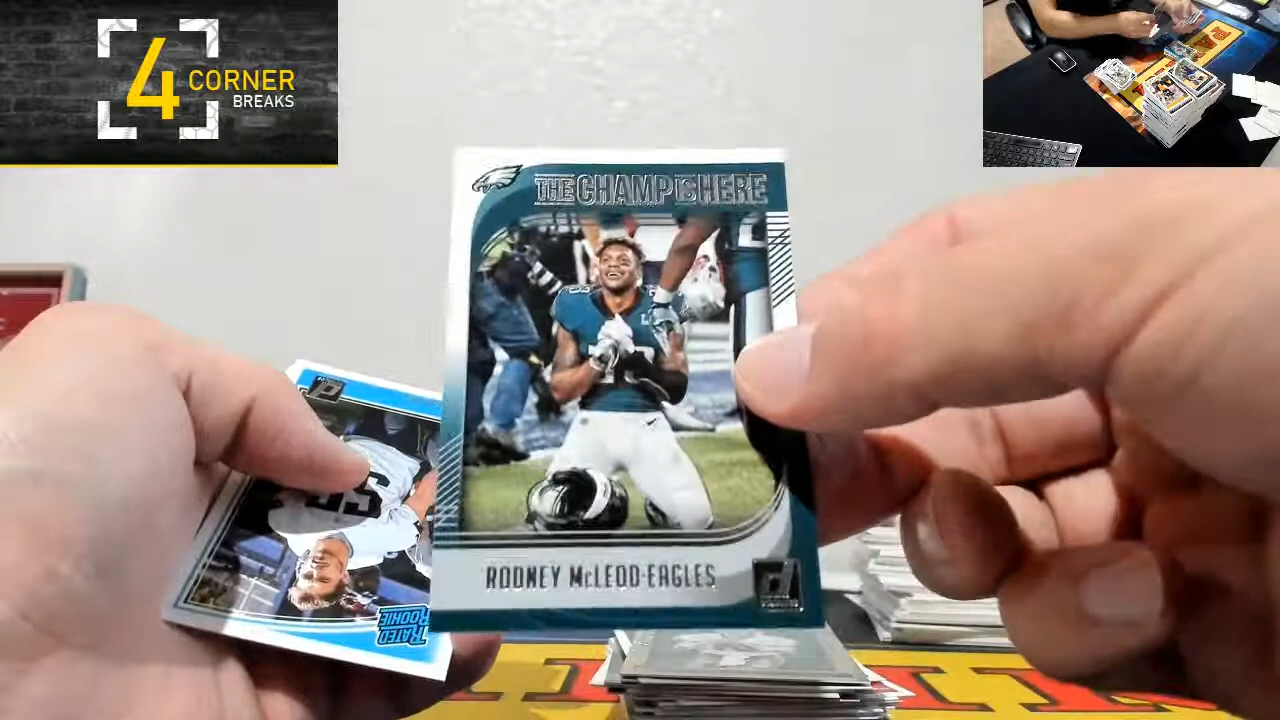 4 CORNER
BREAKS
THE CHAMP IS HERE
RODNEY McLEOD-EAGLES
RATED
ROOKIE